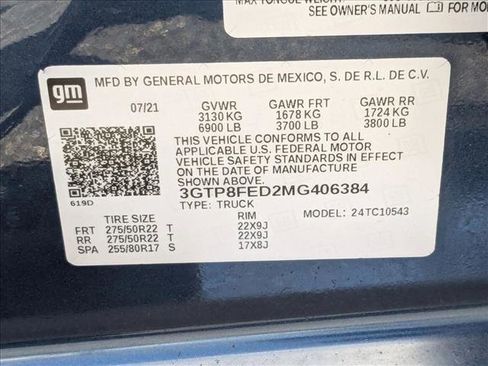 SEE OWNER'S MANUAL FOR MO
gm
MFD BY GENERAL MOTORS DE MEXICO, S. DE R.L. DE C.V.
07/21 GVWR GAWR FRT GAWR RR
3130 KG 1678 KG 1724 KG
6900 LB 3700 LB 3800 LB
THIS VEHICLE CONFORMS TO ALL
APPLICABLE U.S. FEDERAL MOTOR
VEHICLE SAFETY STANDARDS IN EFFECT
ON THE DATE OF MANUFACTURE
SHOWN ABOVE.
3GTP8FED2MG406384
619D TYPE: TRUCK
TIRE SIZE RIM MODEL: 24TC10543
FRT 275/50R22 T 22X9J
RR 275/50R22 T 22X9J
SPA 255/80R17 T 17X8J